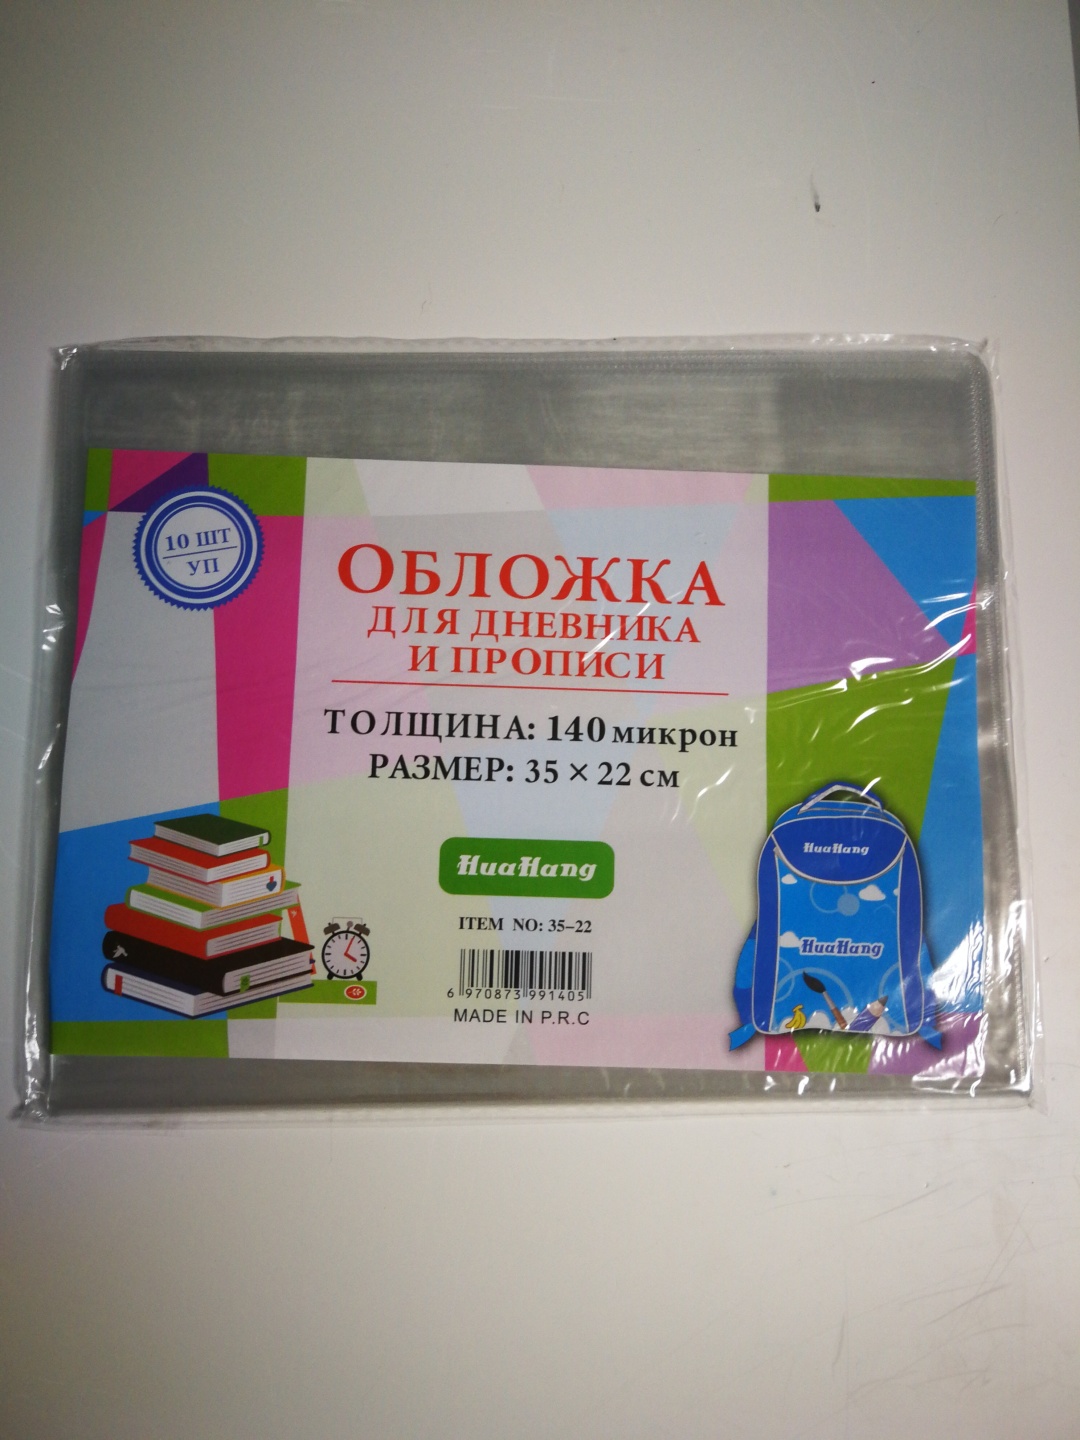 10 ШТ
УП
ОБЛОЖКА
ДЛЯ ДНЕВНИКА
И ПРОПИСИ
ТОЛЩИНА: 140 микрон
РАЗМЕР: 35 × 22 см
HuaHang
HuaHang
HuaHang
ITEM NO: 35-22
6 970873 991405
MADE IN P.R.C